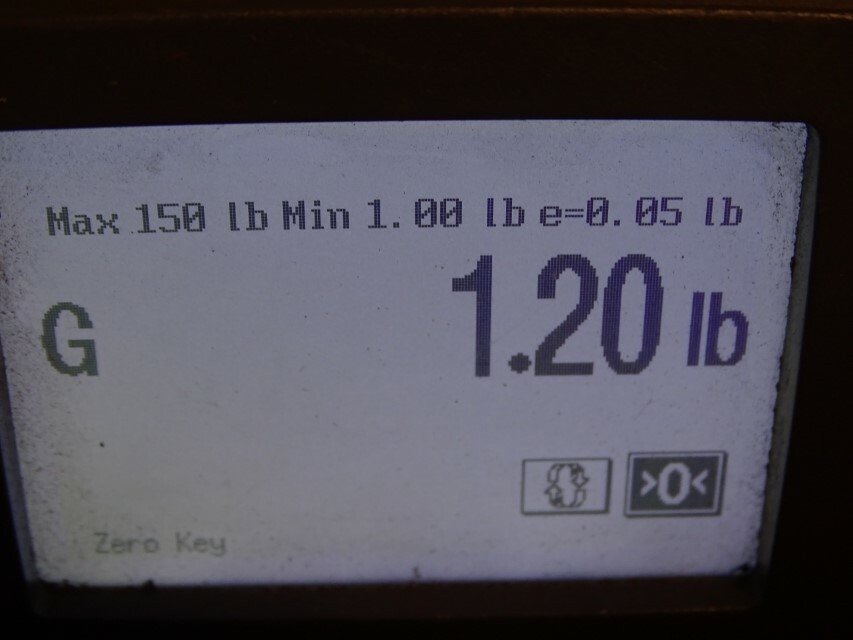 Max 150 lb Min 1.00 lb e=0.05 lb
G 1.20 lb
>0<
Zero Key